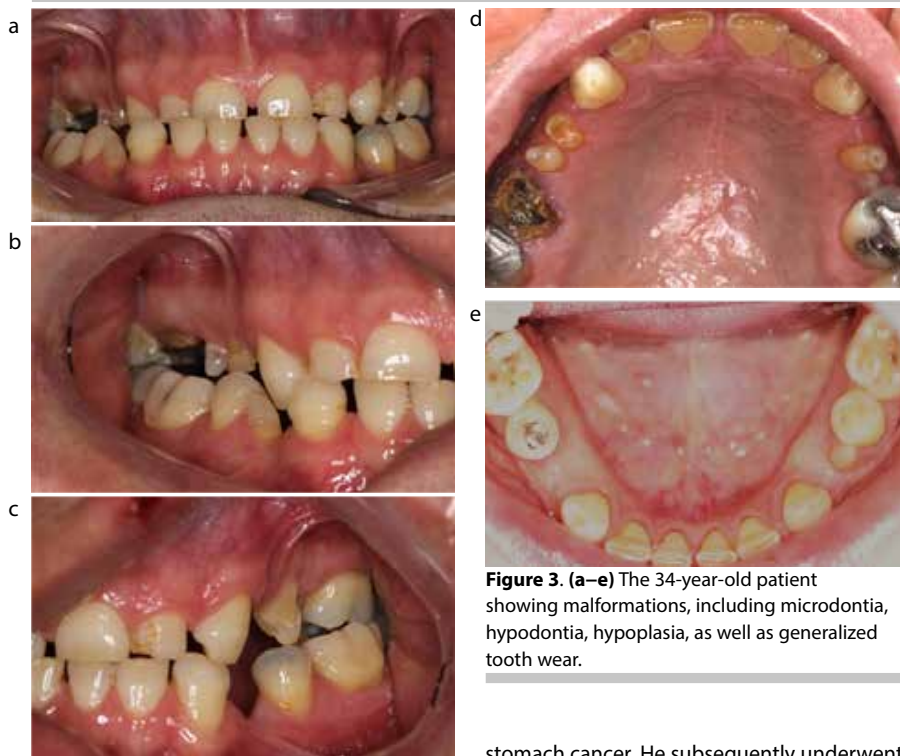 a
b
c
d
e
Figure 3. (a–e) The 34-year-old patient
showing malformations, including microdontia,
hypodontia, hypoplasia, as well as generalized
tooth wear.
stomach cancer. He subsequently underwent